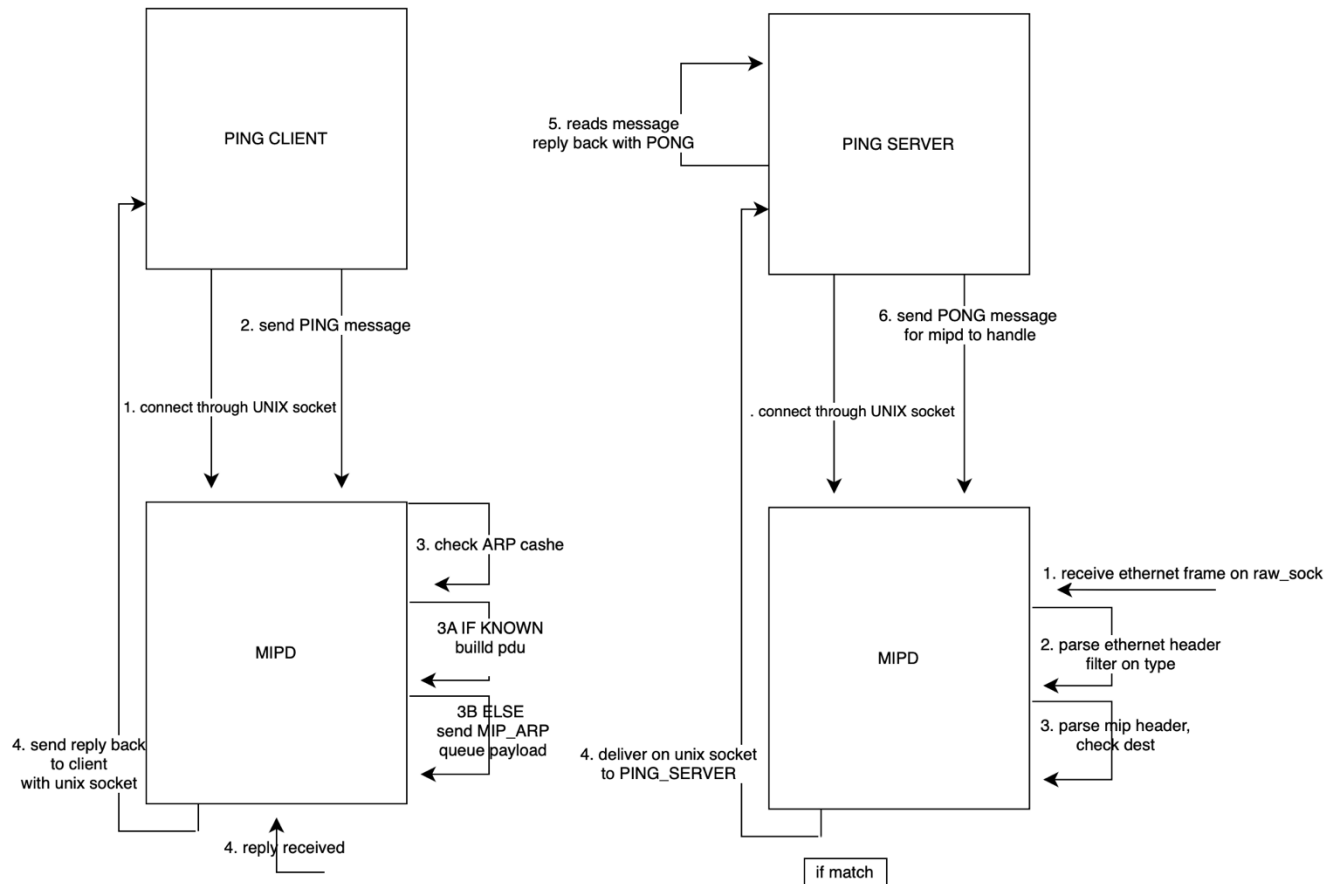 PING CLIENT
2. send PING message
1. connect through UNIX socket
MIPD
3. check ARP cashe
3A IF KNOWN
builld pdu
3B ELSE
send MIP_ARP
queue payload
4. send reply back
to client
with unix socket
4. reply received
PING SERVER
5. reads message
reply back with PONG
6. send PONG message
for mipd to handle
. connect through UNIX socket
MIPD
1. receive ethernet frame on raw_sock
2. parse ethernet header
filter on type
3. parse mip header,
check dest
4. deliver on unix socket
to PING_SERVER
if match